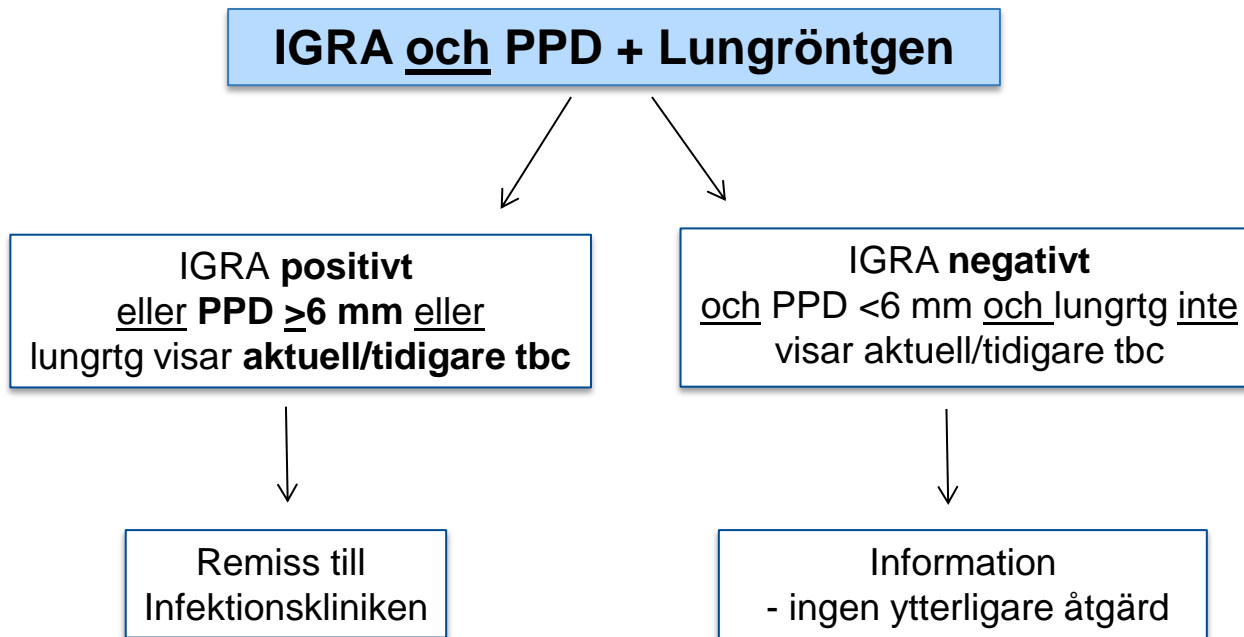 IGRA och PPD + Lungröntgen
IGRA positivt
eller PPD ≥6 mm eller
lungrtg visar aktuell/tidigare tbc
IGRA negativt
och PPD <6 mm och lungrtg inte
visar aktuell/tidigare tbc
Remiss till
Infektionskliniken
Information
- ingen ytterligare åtgärd